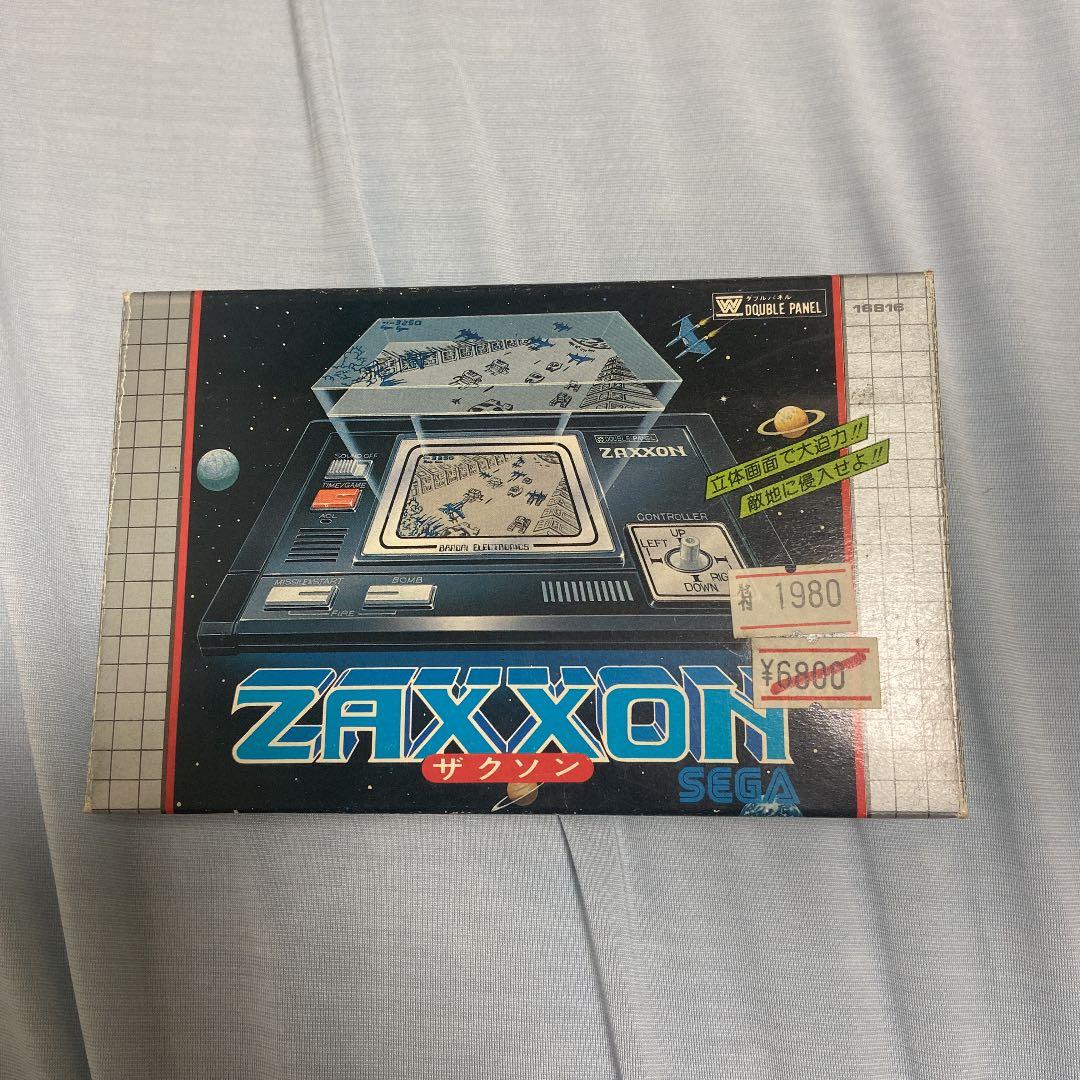 ダブルパネル
W DOUBLE PANEL
16816
DOUBLE PANEL
ZAXXON
SOUND OFF
TIME/GAME
ACL
BANDAI ELECTRONICS
立体画面で大迫力!!
敵地に侵入せよ!!
CONTROLLER
UP
LEFT
RIG
DOWN
MISSILE/START
BOMB
FIRE
特 1980
¥6800
ZAXXON
ザクソン
SEGA